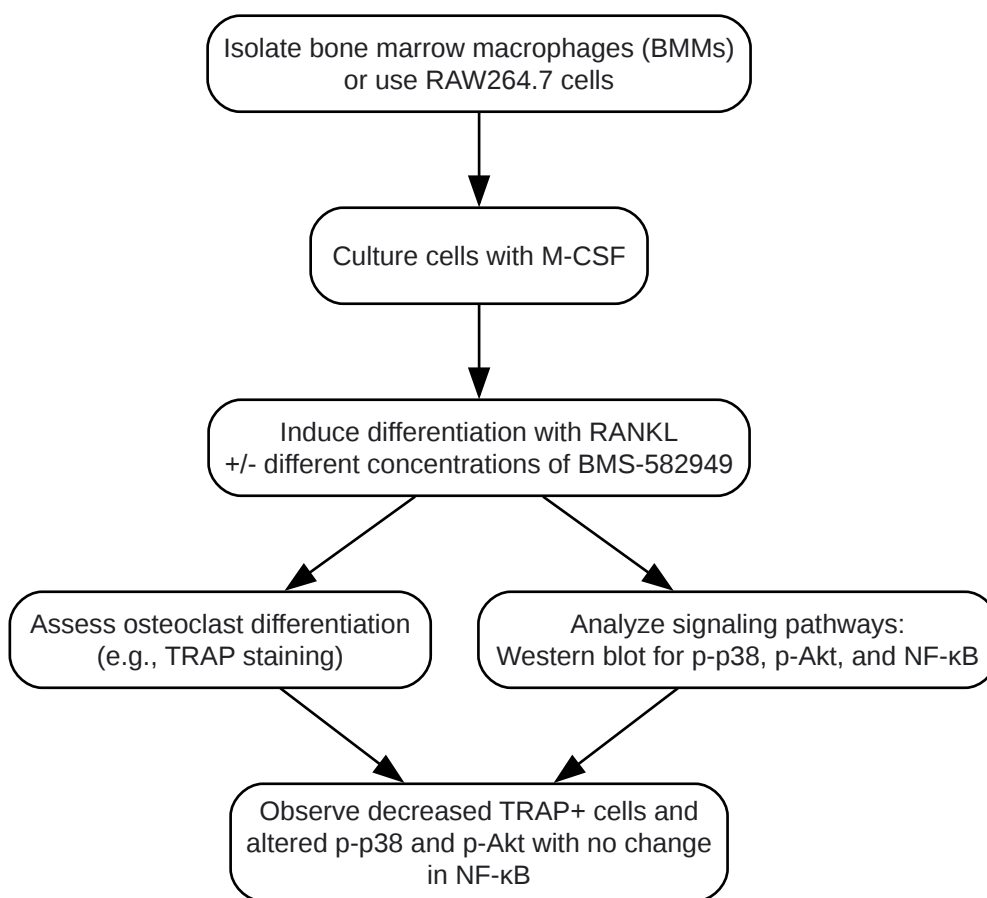 Isolate bone marrow macrophages (BMMs)
or use RAW264.7 cells
Culture cells with M-CSF
Induce differentiation with RANKL
+/- different concentrations of BMS-582949
Assess osteoclast differentiation
(e.g., TRAP staining)
Analyze signaling pathways:
Western blot for p-p38, p-Akt, and NF-κB
Observe decreased TRAP+ cells and
altered p-p38 and p-Akt with no change
in NF-κB